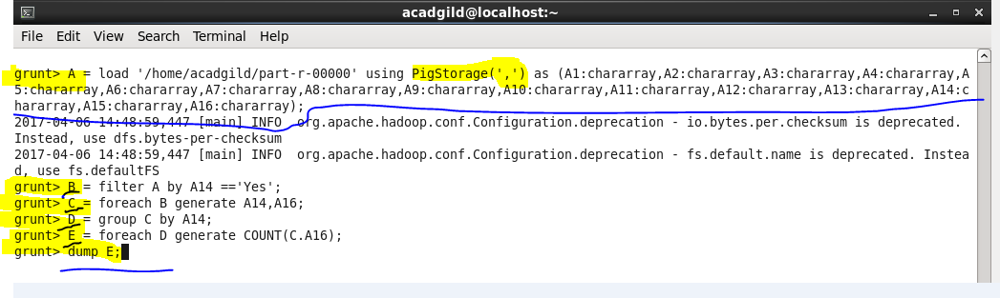 acadgild@localhost:~
File Edit View Search Terminal Help
grunt> A = load '/home/acadgild/part-r-00000' using PigStorage(',') as (A1:chararray,A2:chararray,A3:chararray,A4:chararray,A
5:chararray,A6:chararray,A7:chararray,A8:chararray,A9:chararray,A10:chararray,A11:chararray,A12:chararray,A13:chararray,A14:c
hararray,A15:chararray,A16:chararray);
2017-04-06 14:48:59,447 [main] INFO  org.apache.hadoop.conf.Configuration.deprecation - io.bytes.per.checksum is deprecated.
Instead, use dfs.bytes-per-checksum
2017-04-06 14:48:59,447 [main] INFO  org.apache.hadoop.conf.Configuration.deprecation - fs.default.name is deprecated. Instea
d, use fs.defaultFS
grunt> B = filter A by A14 =='Yes';
grunt> C = foreach B generate A14,A16;
grunt> D = group C by A14;
grunt> E = foreach D generate COUNT(C.A16);
grunt> dump E;